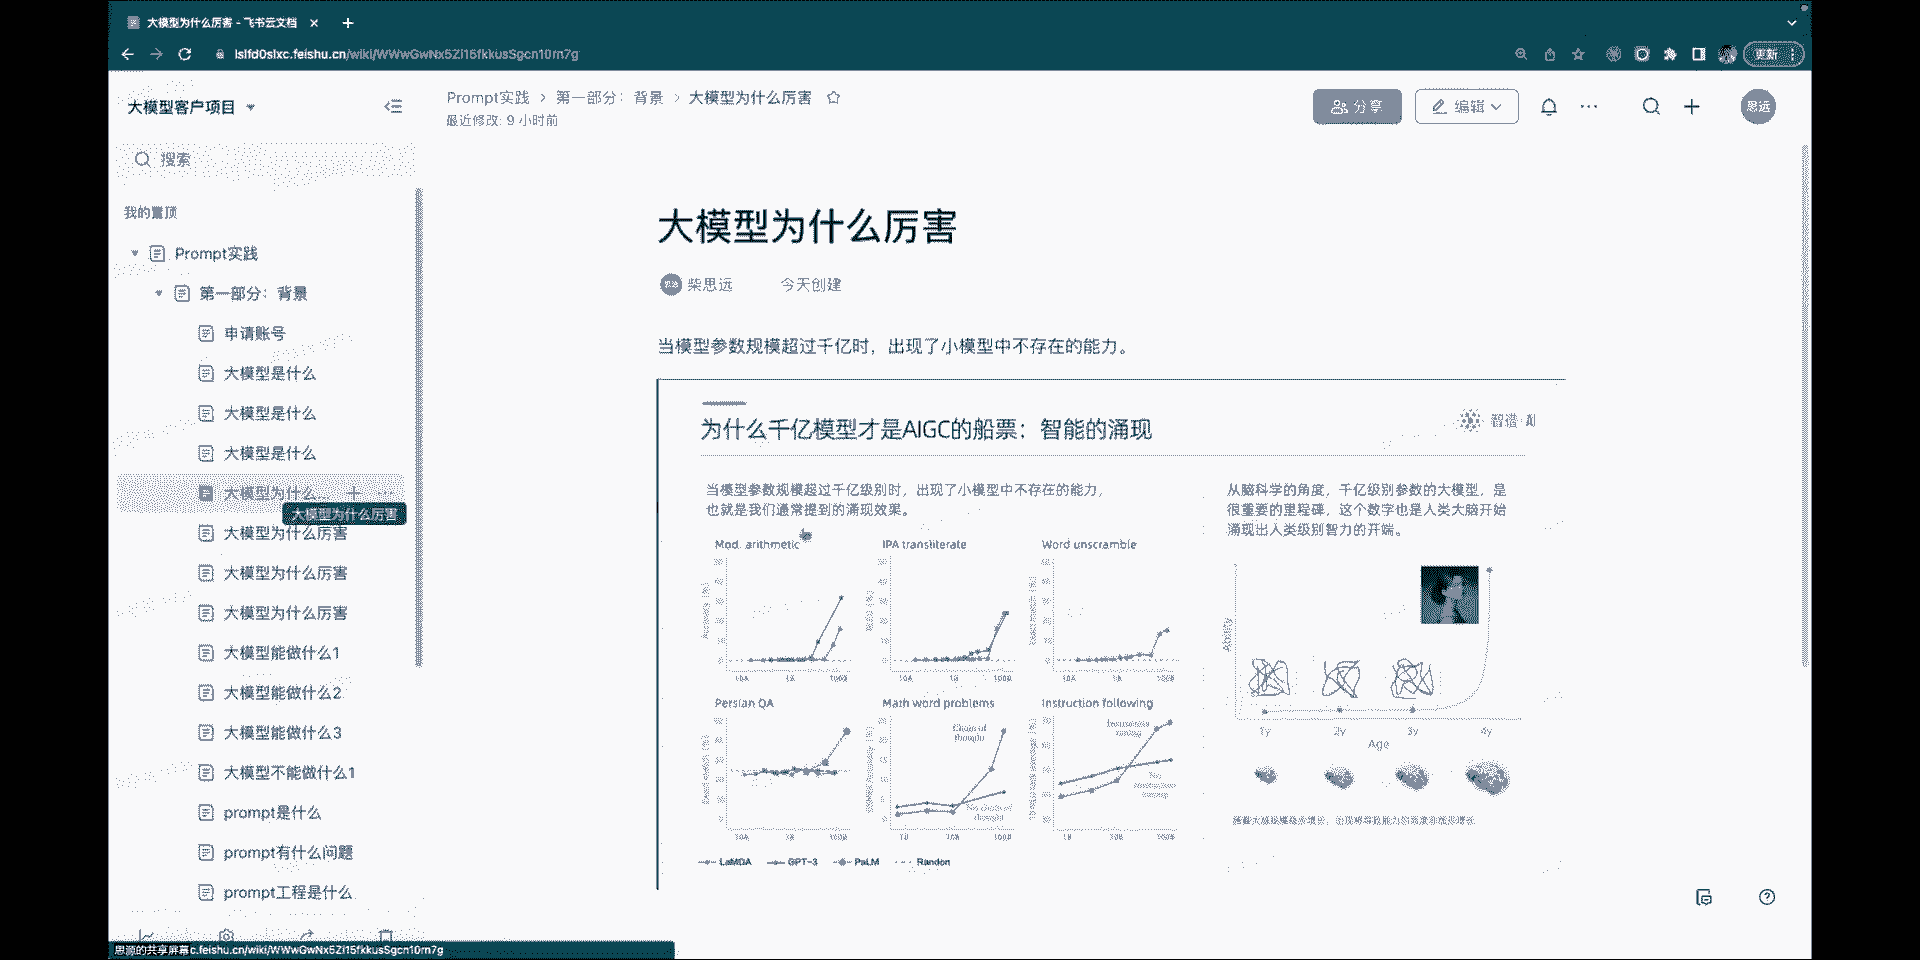 大模型为什么厉害 - 飞书云文档
lslfd0slxc.feishu.cn/wiki/WWwGwNx5Zl15fkkusSgcn10rn7g
更新
大模型客户项目
Prompt实践 > 第一部分：背景 > 大模型为什么厉害
最近修改: 9 小时前
分享
编辑
思远
搜索
我的置顶
Prompt实践
第一部分：背景
申请账号
大模型是什么
大模型是什么
大模型是什么
大模型为什么...
大模型为什么厉害
大模型为什么厉害
大模型为什么厉害
大模型为什么厉害
大模型能做什么1
大模型能做什么2
大模型能做什么3
大模型不能做什么1
prompt是什么
prompt有什么问题
prompt工程是什么
大模型为什么厉害
柴思远
今天创建
当模型参数规模超过千亿时，出现了小模型中不存在的能力。
为什么千亿模型才是AIGC的船票：智能的涌现
智谱·AI
当模型参数规模超过千亿级别时，出现了小模型中不存在的能力，
也就是我们通常提到的涌现效果。
从脑科学的角度，千亿级别参数的大模型，是
很重要的里程碑，这个数字也是人类大脑开始
涌现出人类级别智力的开端。
Mod. arithmetic
IPA transliterate
Word unscramble
Persian QA
Math word problems
Instruction following
Chain of
thought
No chain of
thought
Instruction
tuning
No
instruction
tuning
LaMDA
GPT-3
PaLM
Random
Ability
1y
2y
3y
4y
Age
思源的共享屏幕c.feishu.cn/wiki/WWwGwNx5Zl15fkkusSgcn10rn7g